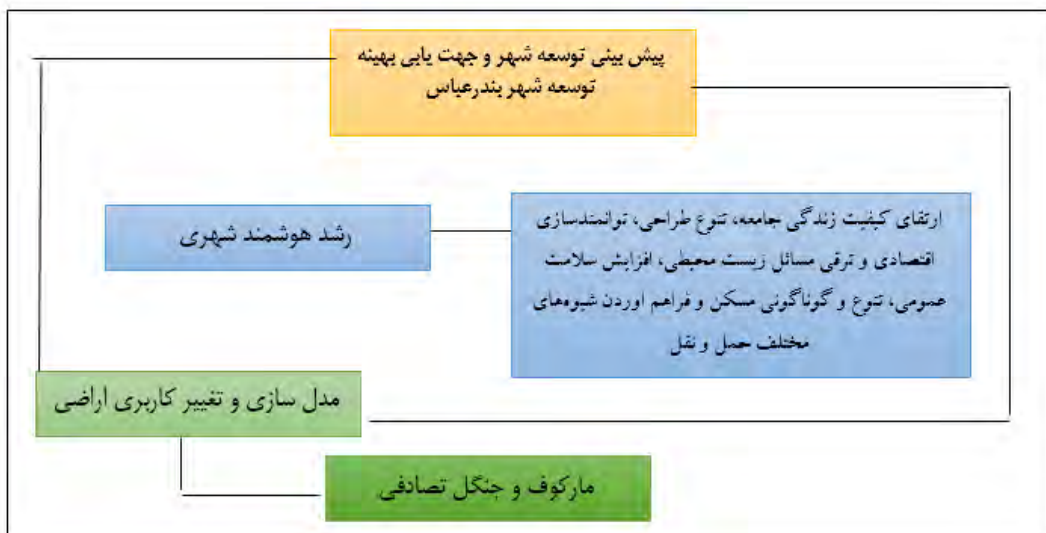 پیش بینی توسعه شهر و جهت یابی بهینه
توسعه شهر بندرعباس
رشد هوشمند شهری
ارتقای کیفیت زندگی جامعه، تنوع طراحی، توانمندسازی
اقتصادی و ترقی مسائل زیست محیطی، افزایش سلامت
عمومی، تنوع و گوناگونی مسکن و فراهم اوردن شیوه‌های
مختلف حمل و نقل
مدل سازی و تغییر کاربری اراضی
مارکوف و جنگل تصادفی